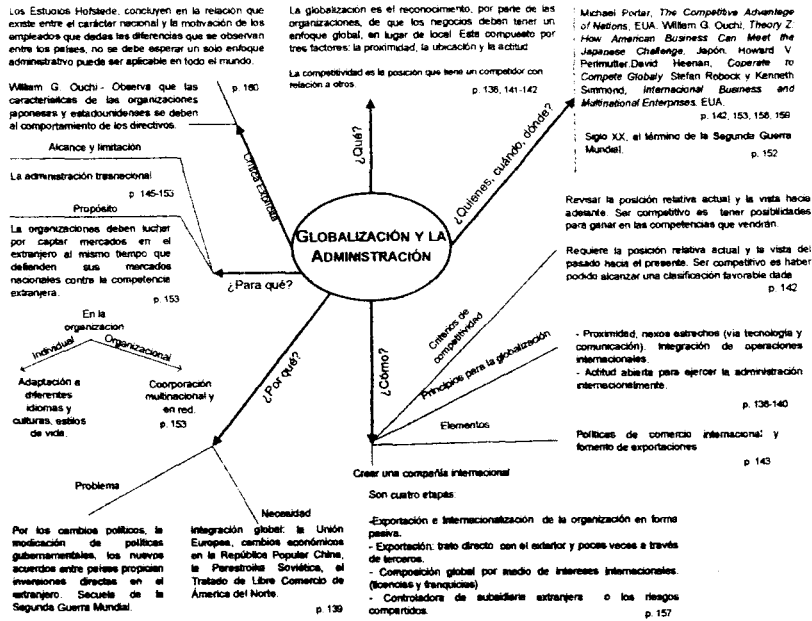 Los Estudios Hofstede, concluyen en la relación que
existe entre el carácter nacional y la motivación de los
empleados que dadas las diferencias que se observan
entre los países, no se debe esperar un solo enfoque
administrativo puede ser aplicable en todo el mundo.
p. 160
William G. Ouchi - Observa que las
características de las organizaciones
japonesas y estadounidenses se deben
al comportamiento de los directivos.
Crítica Explícita
La globalización es el reconocimiento, por parte de las
organizaciones, de que los negocios deben tener un
enfoque global, en lugar de local. Esta compuesto por
tres factores: la proximidad, la ubicación y la actitud
La competitividad es la posición que tiene un competidor con
relación a otros.
p. 136, 141-142
¿Qué?
Michael Porter, The Competitive Advantage
of Nations, EUA. William G. Ouchi, Theory Z:
How American Business Can Meet the
Japanese Challenge, Japón. Howard V.
Perlmutter.David Heenan, Coperate to
Compete Globaly Stefan Robock y Kenneth
Simmond, Internacional Business and
Multinational Enterprises. EUA.
p. 142, 153, 158, 159
Siglo XX, al término de la Segunda Guerra
Mundial.
p. 152
¿Quienes, cuándo, dónde?
Alcance y limitación
La administración trasnacional
p. 145-153
Propósito
La organizaciones deben luchar
por captar mercados en el
extranjero al mismo tiempo que
defienden sus mercados
nacionales contra la competencia
extranjera.
p. 153
¿Para qué?
GLOBALIZACIÓN Y LA
ADMINISTRACIÓN
Revisar la posición relativa actual y la vista hacia
adelante. Ser competitivo es tener posibilidades
para ganar en las competencias que vendrán.
Requiere la posición relativa actual y la vista del
pasado hacia el presente. Ser competitivo es haber
podido alcanzar una clasificación favorable dada
p. 142
Criterios de
competitividad
Principios para la globalización
- Proximidad, nexos estrechos (vía tecnología y
comunicación). Integración de operaciones
internacionales.
- Actitud abierta para ejercer la administración
internacionalmente.
p. 136-140
Elementos
Políticas de comercio internacional y
fomento de exportaciones
p. 143
¿Cómo?
En la
organizacion
Individual
Organizacional
Adaptación a
diferentes
idiomas y
culturas, estilos
de vida.
Coorporación
multinacional y
en red.
p. 153
¿Por qué?
Problema
Por los cambios políticos, la
modicación de políticas
gubernamentales, los nuevos
acuerdos entre países propician
inversiones directas en el
extranjero. Secuela de la
Segunda Guerra Mundial.
Necesidad
Integración global: la Unión
Europea, cambios económicos
en la República Popular China,
la Perestroika Soviética, el
Tratado de Libre Comercio de
América del Norte.
p. 139
Crear una compañía internacional
Son cuatro etapas:
-Exportación e Internacionalización de la organización en forma
pasiva.
- Exportación: trato directo con el exterior y pocas veces a través
de terceros.
- Composición global por medio de intereses internacionales.
(licencias y franquicias)
- Controladora de subsidiaria extranjera o los riesgos
compartidos.
p. 157